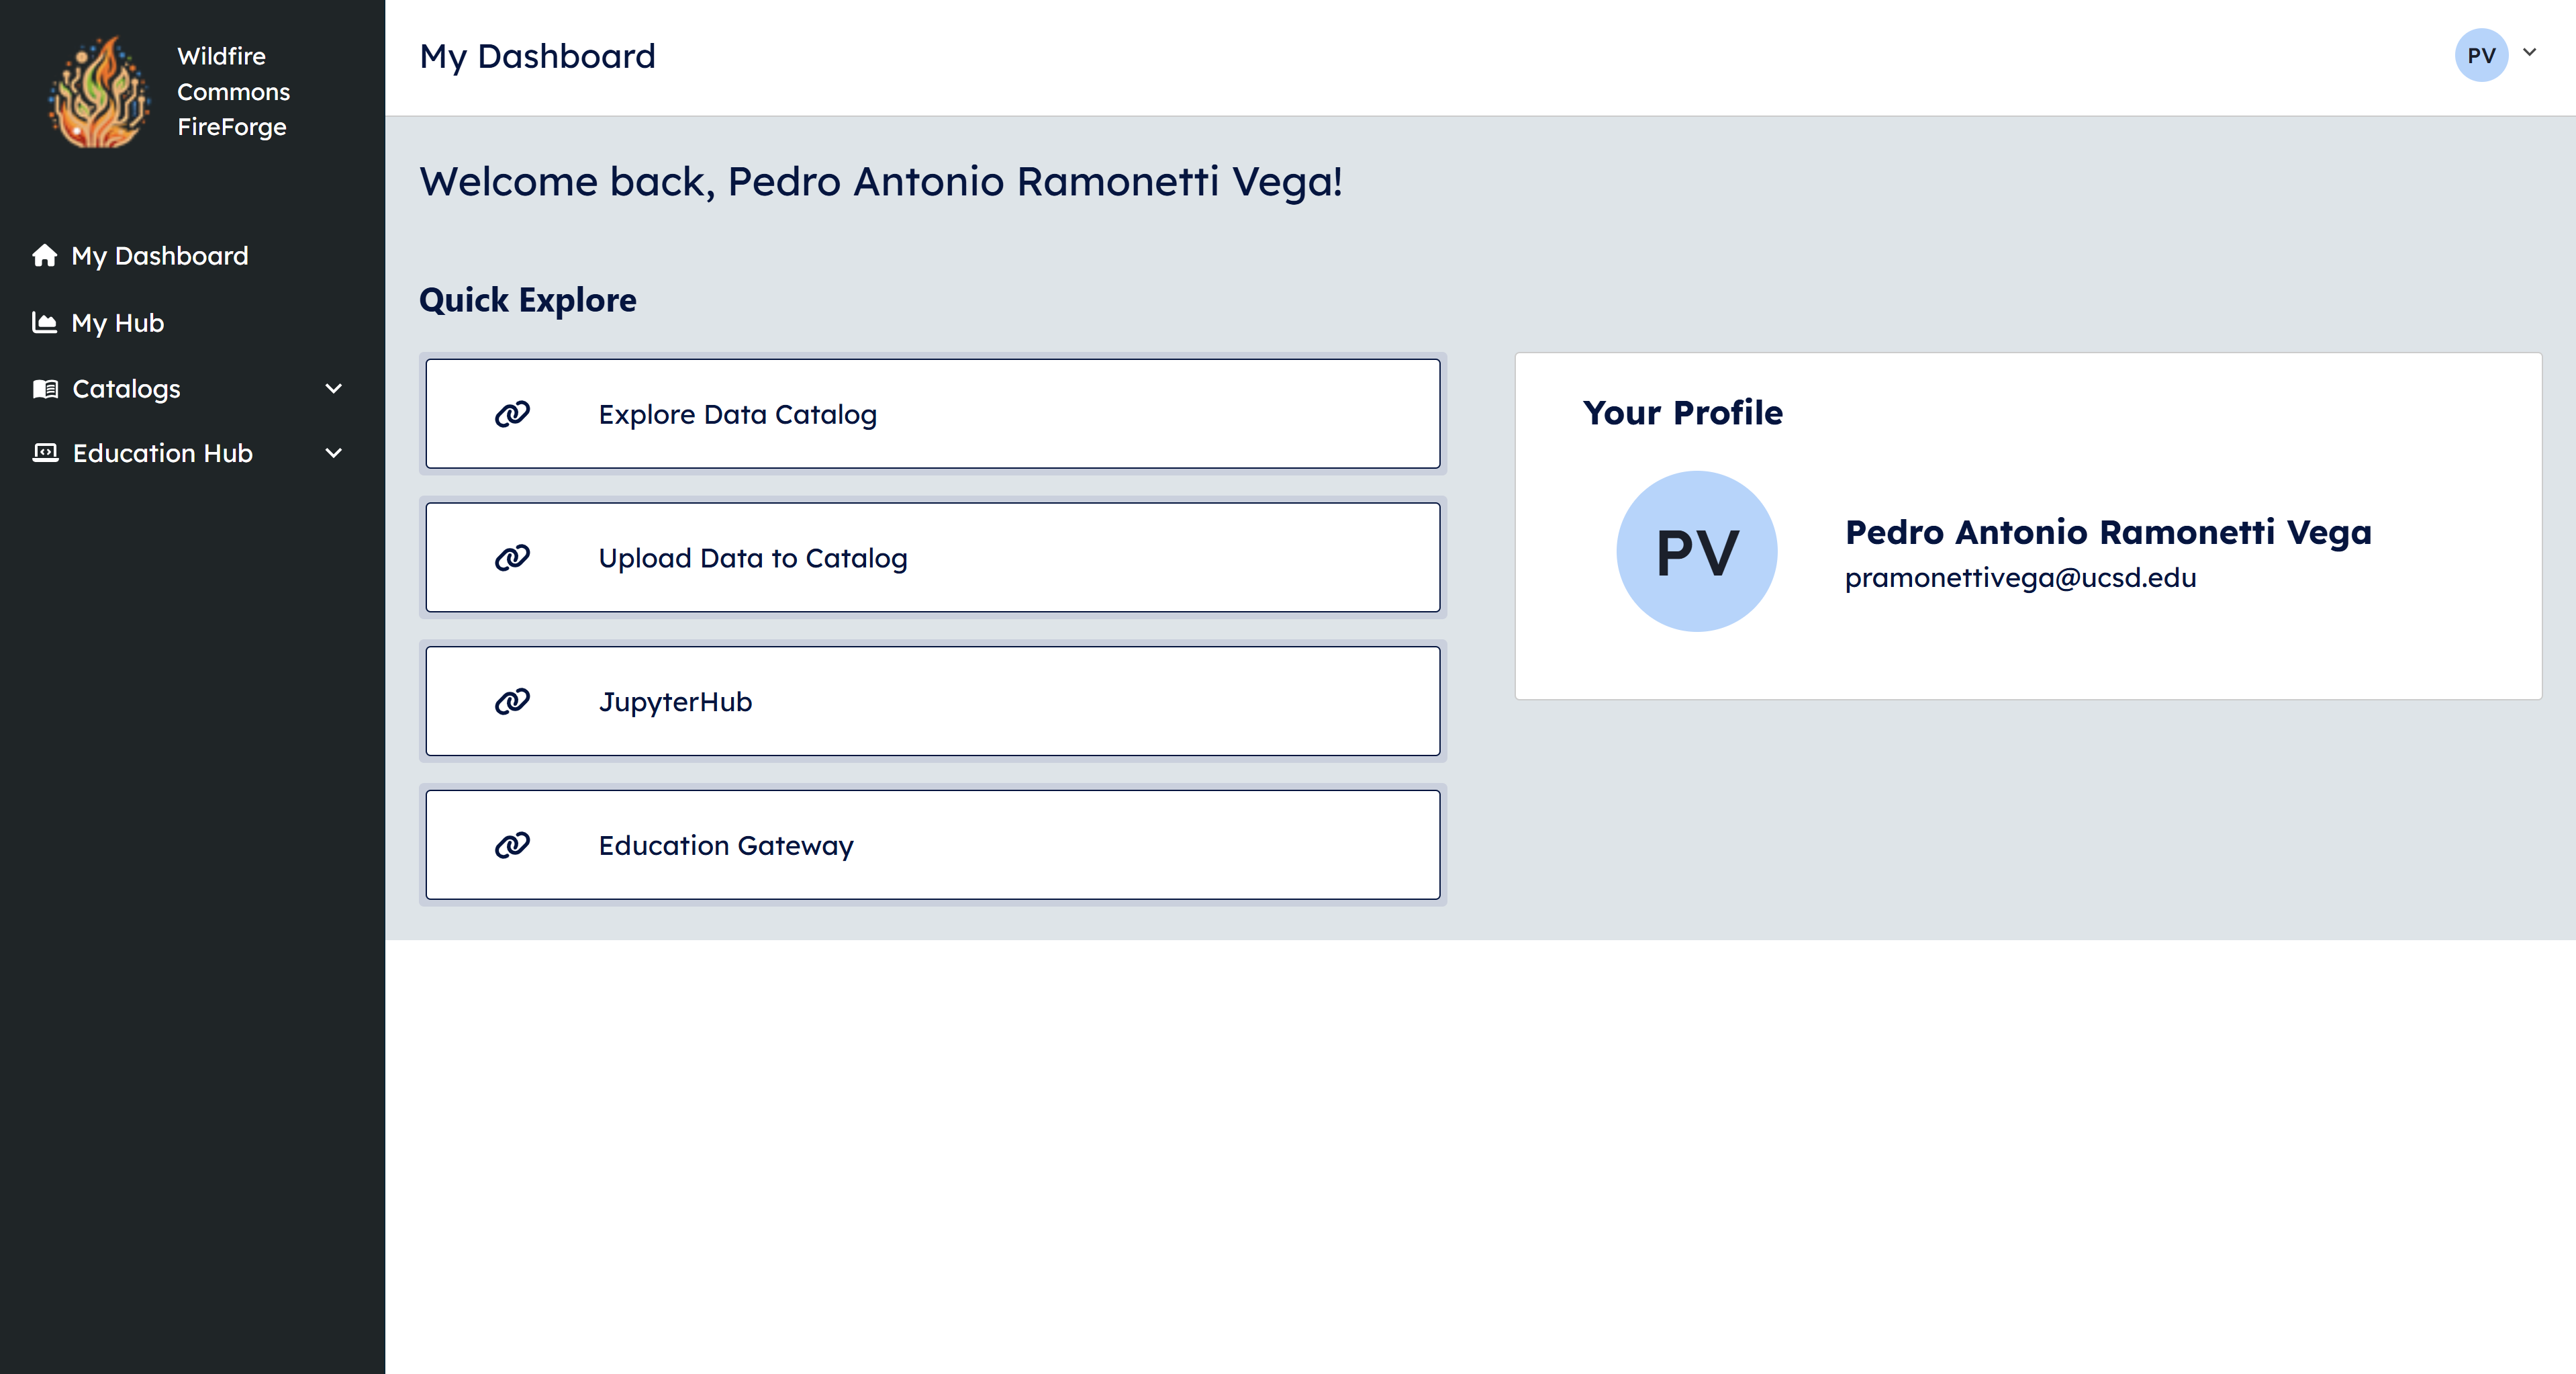 Wildfire
Commons
FireForge
My Dashboard
My Hub
Catalogs
Education Hub
My Dashboard
PV
Welcome back, Pedro Antonio Ramonetti Vega!
Quick Explore
Explore Data Catalog
Upload Data to Catalog
JupyterHub
Education Gateway
Your Profile
PV
Pedro Antonio Ramonetti Vega
pramonettivega@ucsd.edu